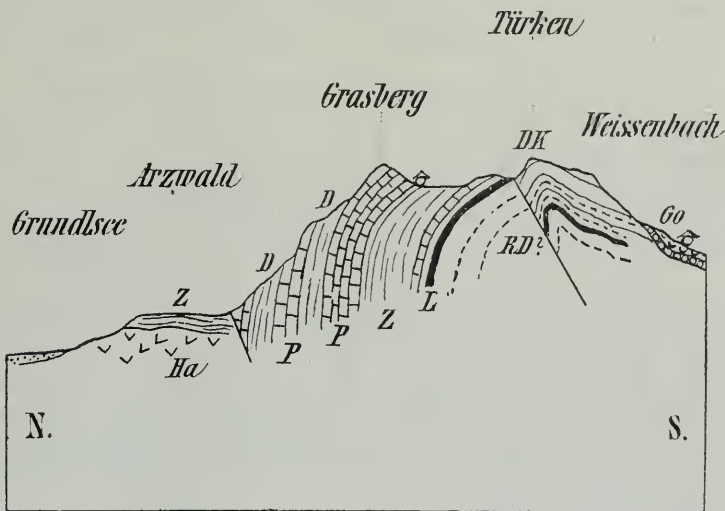 Türken
Grasberg
DK
Weissenbach
Arzwald
D
Go
Grundlsee
RD?
D
Z
L
Z
P
P
Ha
N.
S.